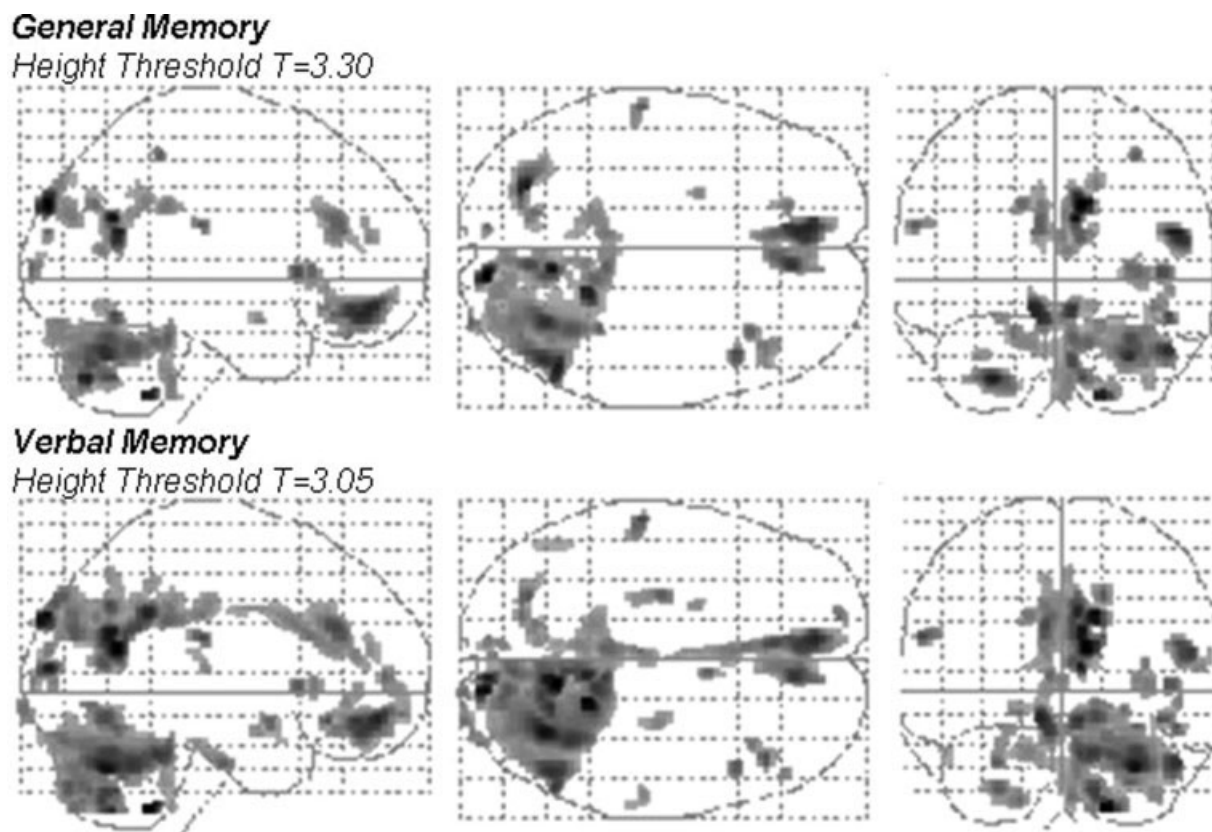 General Memory
Height Threshold T=3.30
Verbal Memory
Height Threshold T=3.05